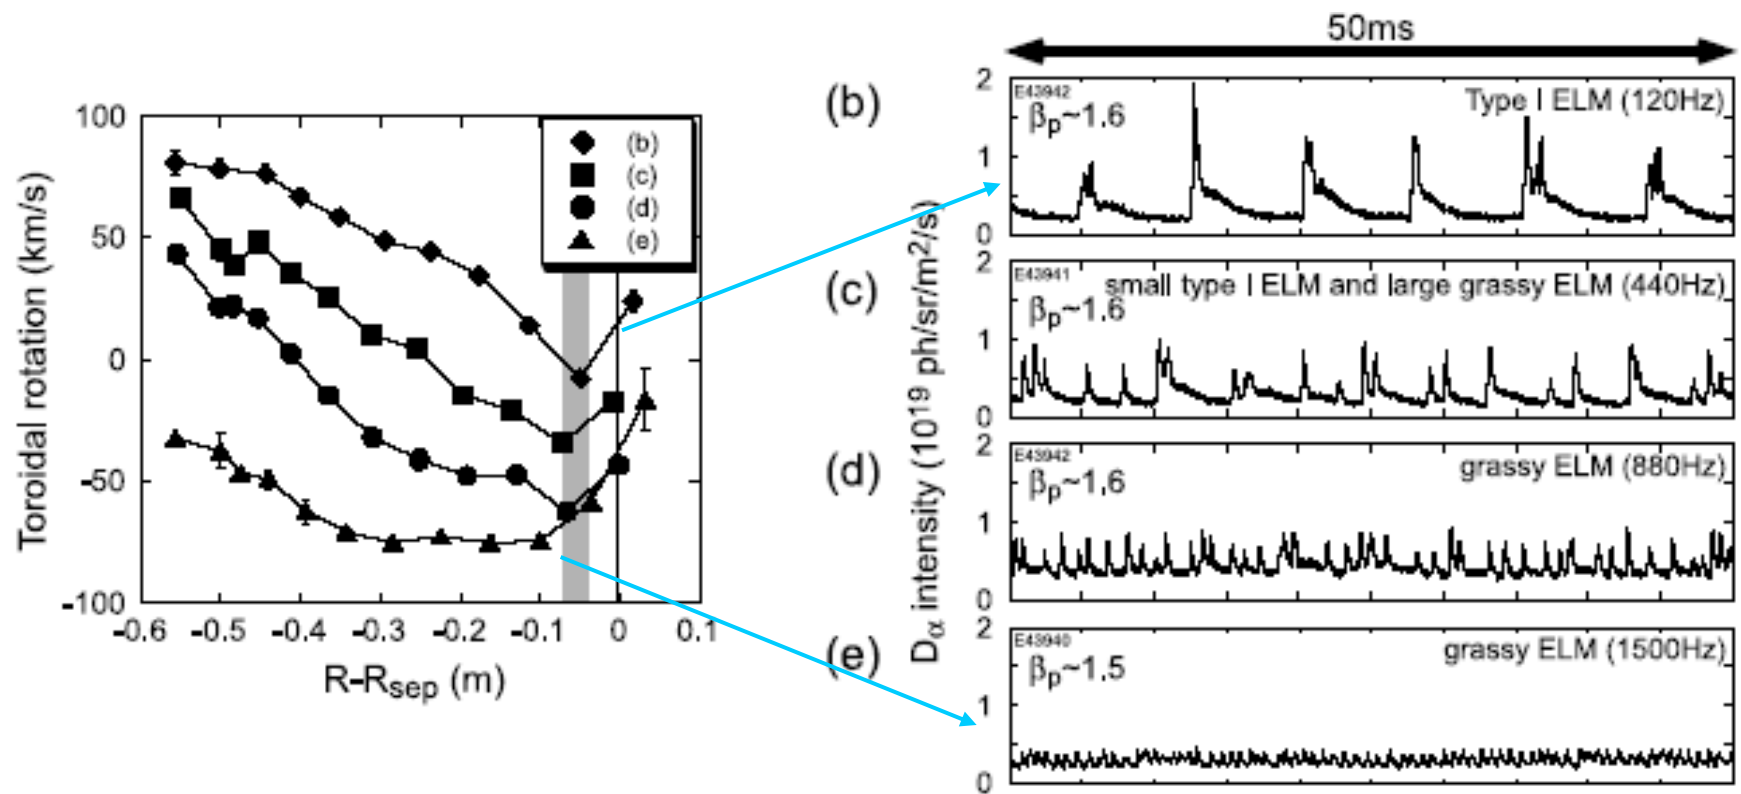 100
50
0
-50
-100
Toroidal rotation (km/s)
-0.6 -0.5 -0.4 -0.3 -0.2 -0.1 0 0.1
R-Rsep (m)
(b)
(c)
(d)
(e)
50ms
Dα intensity (10¹⁹ ph/sr/m²/s)
(b)
2
1
0
E43942
βp~1.6
Type I ELM (120Hz)
(c)
2
1
0
E43941
βp~1.6
small type I ELM and large grassy ELM (440Hz)
(d)
2
1
0
E43942
βp~1.6
grassy ELM (880Hz)
(e)
2
1
0
E43940
βp~1.5
grassy ELM (1500Hz)